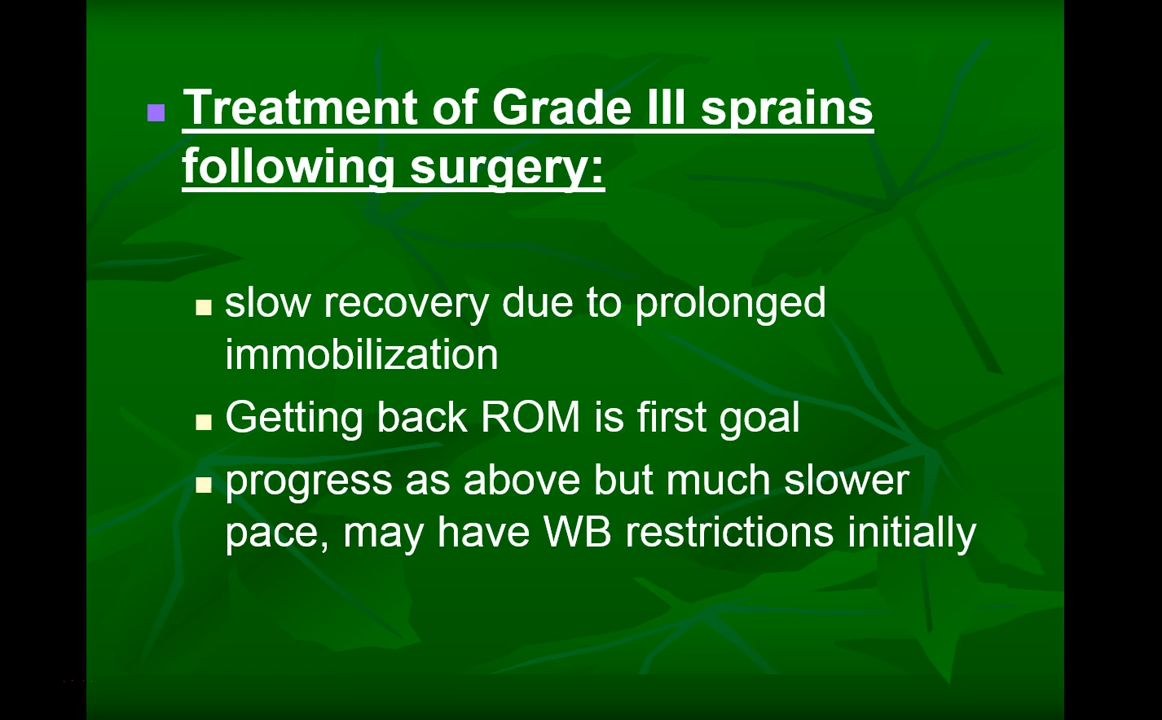 Treatment of Grade III sprains
following surgery:
slow recovery due to prolonged
immobilization
Getting back ROM is first goal
progress as above but much slower
pace, may have WB restrictions initially